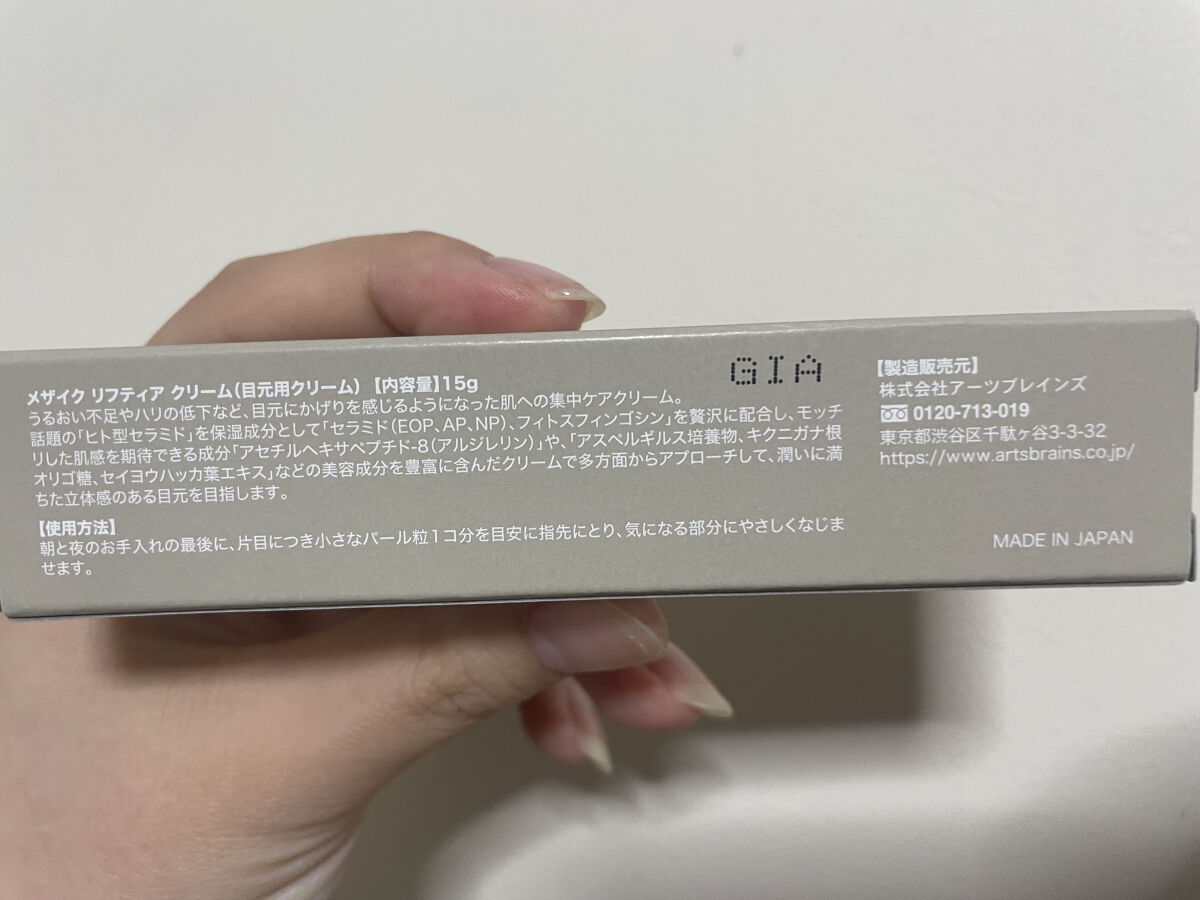 メザイク リフティア クリーム(目元用クリーム) 【内容量】15g
うるおい不足やハリの低下など、目元にかげりを感じるようになった肌への集中ケアクリーム。
話題の「ヒト型セラミド」を保湿成分として「セラミド(EOP、AP、NP)、フィトスフィンゴシン」を贅沢に配合し、モッチ
リした肌感を期待できる成分「アセチルヘキサペプチド-8(アルジレリン)」や、「アスペルギルス培養物、キクニガナ根
オリゴ糖、セイヨウハッカ葉エキス」などの美容成分を豊富に含んだクリームで多方面からアプローチして、潤いに満
ちた立体感のある目元を目指します。
【使用方法】
朝と夜のお手入れの最後に、片目につき小さなパール粒1コ分を目安に指先にとり、気になる部分にやさしくなじま
せます。
GIA
【製造販売元】
株式会社アーツブレインズ
0120-713-019
東京都渋谷区千駄ヶ谷3-3-32
https://www.artsbrains.co.jp/
MADE IN JAPAN